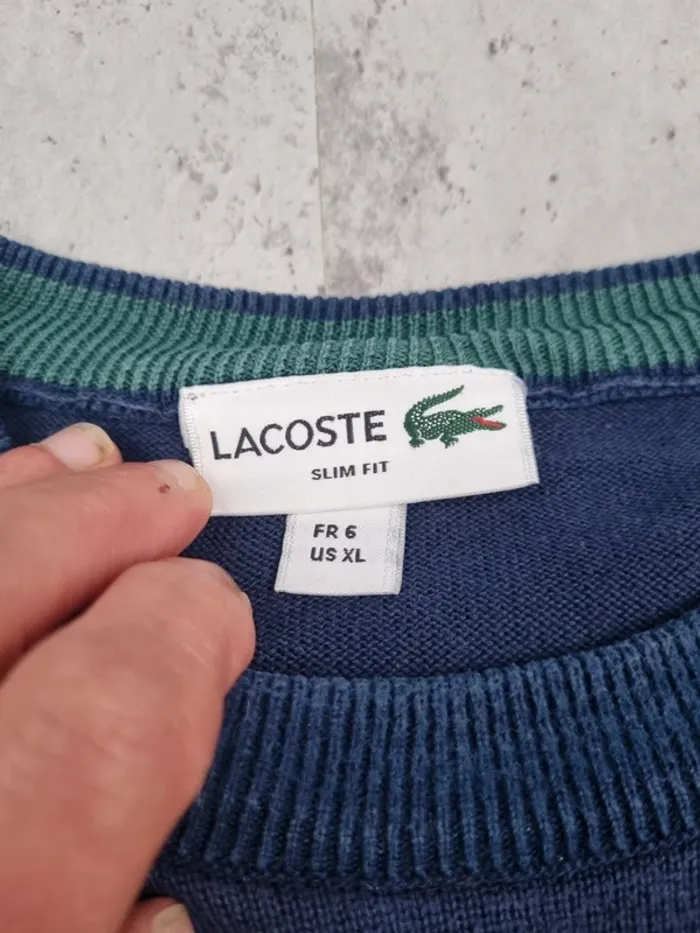 LACOSTE
SLIM FIT
FR 6
US XL